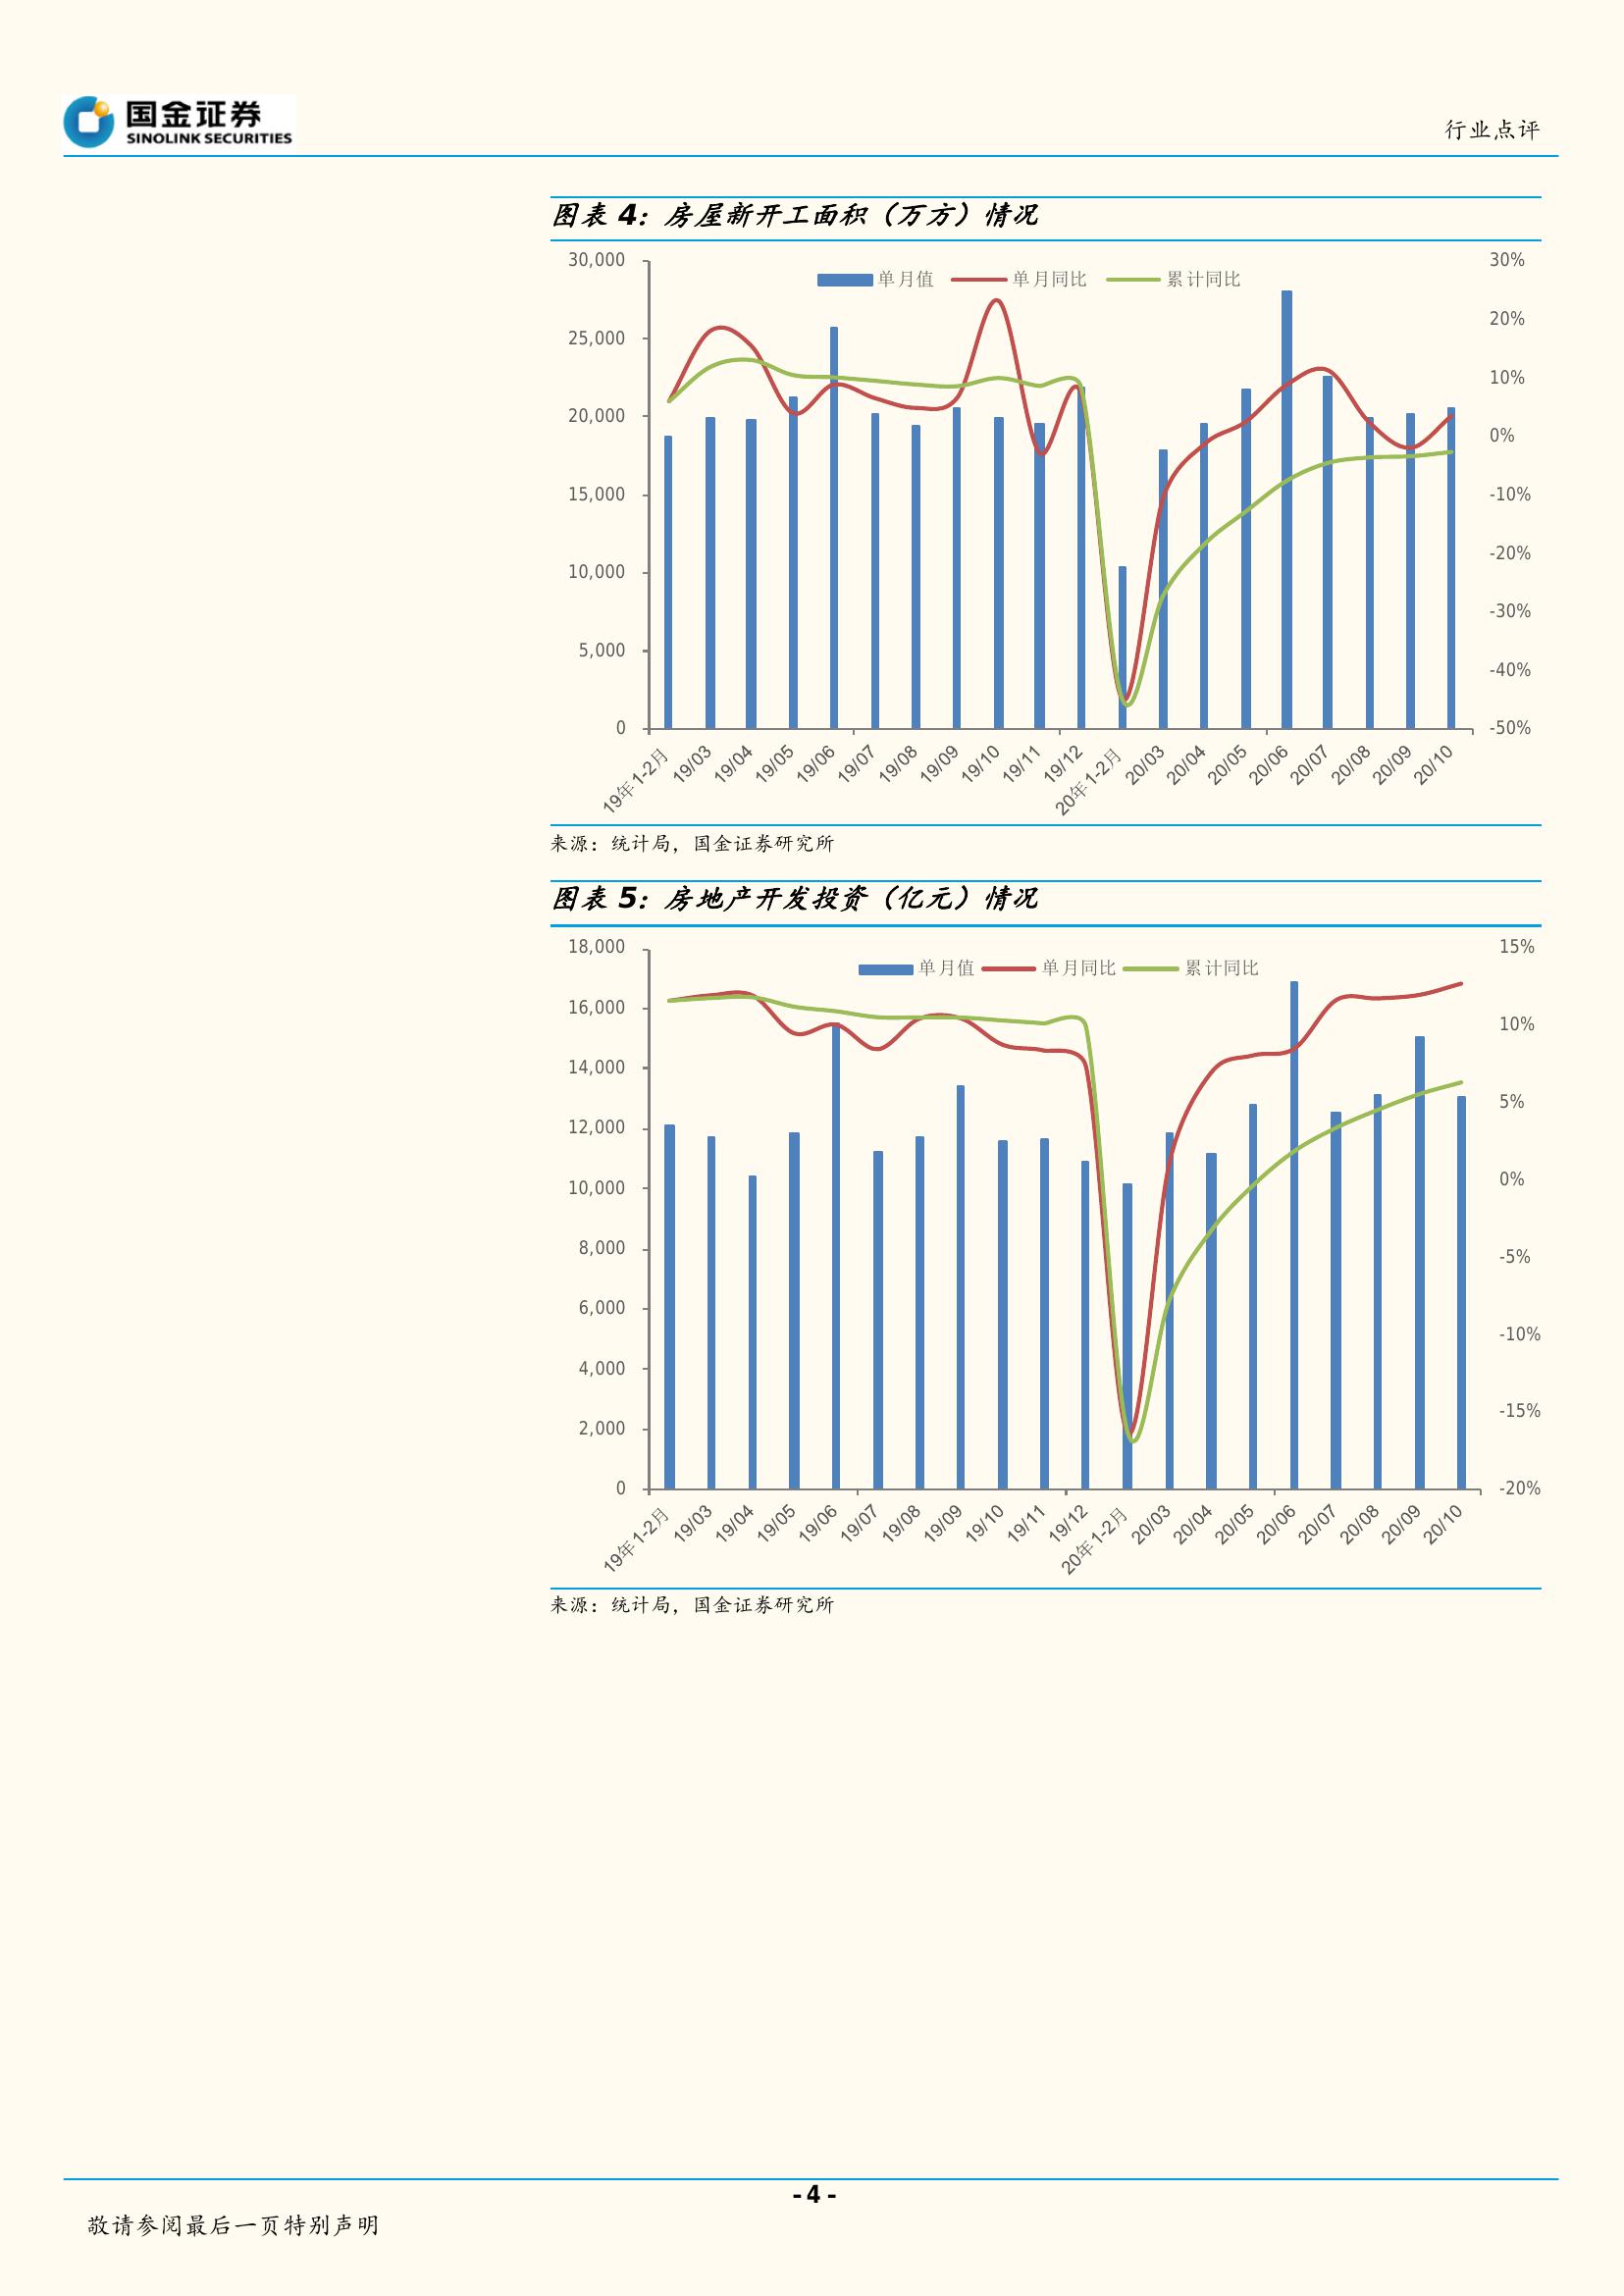 国金证券
SINOLINK SECURITIES
行业点评
图表 4：房屋新开工面积（万方）情况
单月值 单月同比 累计同比
30,000
25,000
20,000
15,000
10,000
5,000
0
30%
20%
10%
0%
-10%
-20%
-30%
-40%
-50%
19年1-2月 19/03 19/04 19/05 19/06 19/07 19/08 19/09 19/10 19/11 19/12 20年1-2月 20/03 20/04 20/05 20/06 20/07 20/08 20/09 20/10
来源：统计局，国金证券研究所
图表 5：房地产开发投资（亿元）情况
单月值 单月同比 累计同比
18,000
16,000
14,000
12,000
10,000
8,000
6,000
4,000
2,000
0
15%
10%
5%
0%
-5%
-10%
-15%
-20%
19年1-2月 19/03 19/04 19/05 19/06 19/07 19/08 19/09 19/10 19/11 19/12 20年1-2月 20/03 20/04 20/05 20/06 20/07 20/08 20/09 20/10
来源：统计局，国金证券研究所
- 4 -
敬请参阅最后一页特别声明